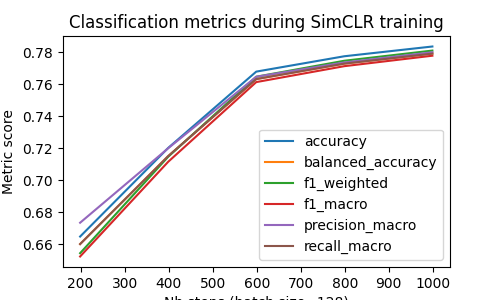 Classification metrics during SimCLR training
0.78
0.76
0.74
0.72
0.70
0.68
0.66
Metric score
accuracy
balanced_accuracy
f1_weighted
f1_macro
precision_macro
recall_macro
200 300 400 500 600 700 800 900 1000
Nb steps (batch size
128)